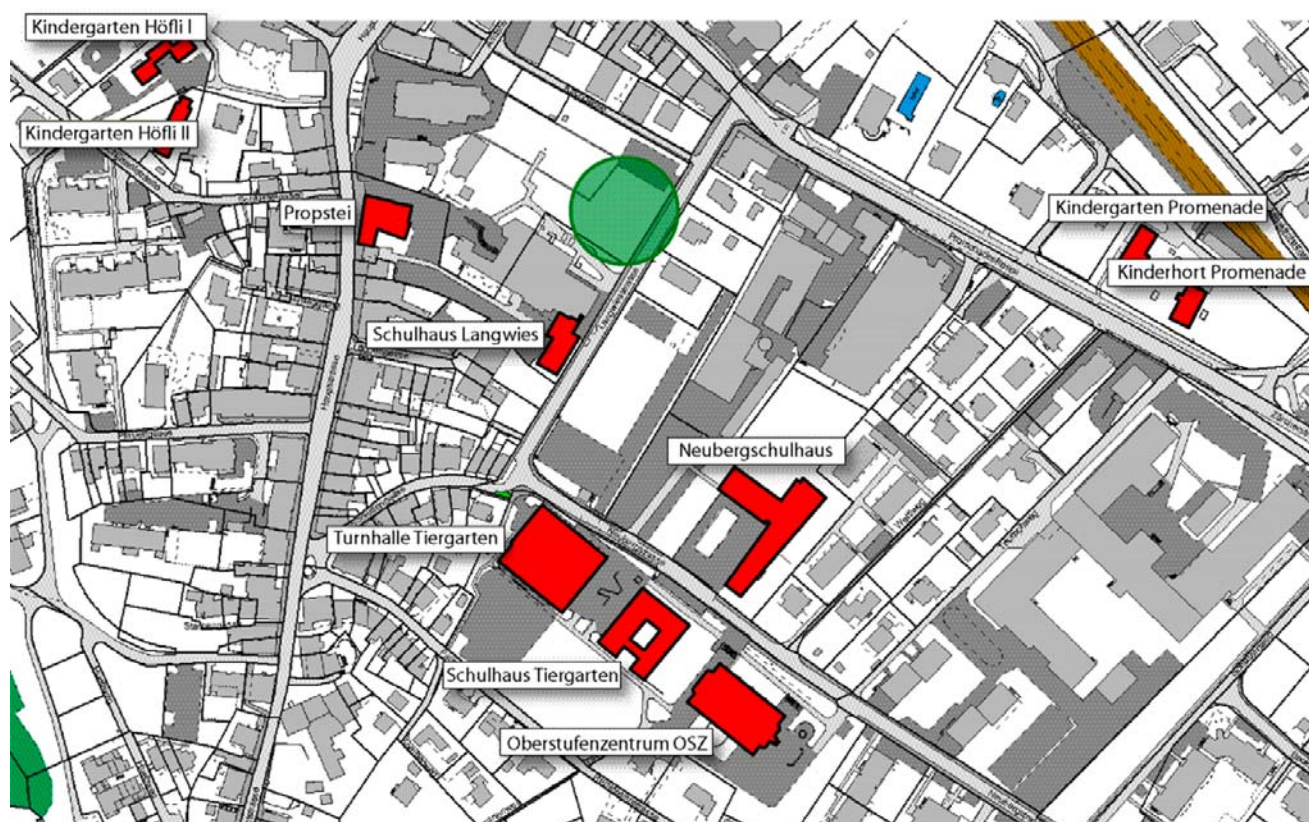 Kindergarten Höfli I
Kindergarten Höfli II
Propstei
Kindergarten Promenade
Kinderhort Promenade
Schulhaus Langwies
Neubergschulhaus
Turnhalle Tiergarten
Schulhaus Tiergarten
Oberstufenzentrum OSZ